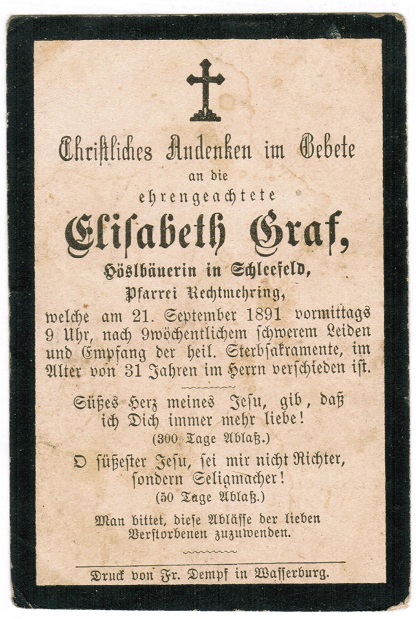 Christliches Andenken im Gebete
an die
ehrengeachtete
Elisabeth Graf,
Höslbäuerin in Schleefeld,
Pfarrei Rechtmehring,
welche am 21. September 1891 vormittags
9 Uhr, nach 9wöchentlichem schwerem Leiden
und Empfang der heil. Sterbsakramente, im
Alter von 31 Jahren im Herrn verschieden ist.
Süßes Herz meines Jesu, gib, daß
ich Dich immer mehr liebe!
(300 Tage Ablaß.)
O süßester Jesu, sei mir nicht Richter,
sondern Seligmacher!
(50 Tage Ablaß.)
Man bittet, diese Ablässe der lieben
Verstorbenen zuzuwenden.
Druck von Fr. Dempf in Wasserburg.